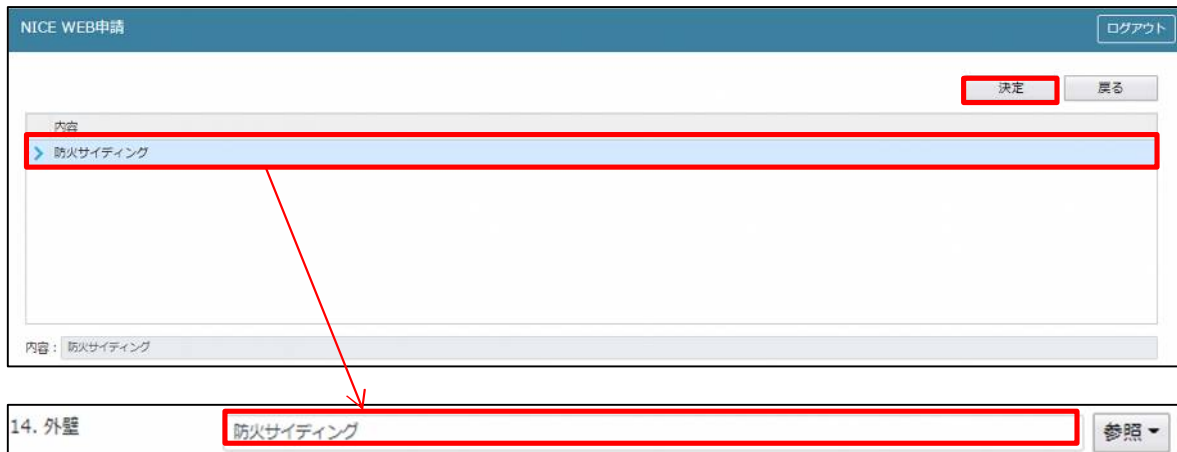 NICE WEB申請 ログアウト
決定 戻る
内容
防火サイディング
内容： 防火サイディング
14. 外壁 防火サイディング 参照